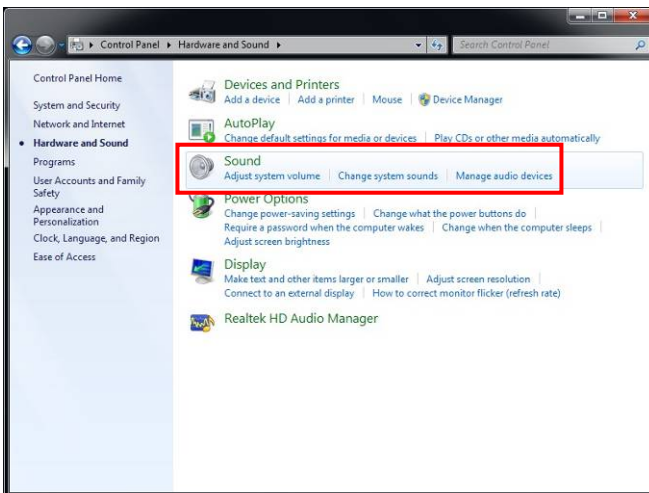 Control Panel ▸ Hardware and Sound ▸
Search Control Panel
Control Panel Home
System and Security
Network and Internet
Hardware and Sound
Programs
User Accounts and Family
Safety
Appearance and
Personalization
Clock, Language, and Region
Ease of Access
Devices and Printers
Add a device | Add a printer | Mouse | Device Manager
AutoPlay
Change default settings for media or devices | Play CDs or other media automatically
Sound
Adjust system volume | Change system sounds | Manage audio devices
Power Options
Change power-saving settings | Change what the power buttons do |
Require a password when the computer wakes | Change when the computer sleeps |
Adjust screen brightness
Display
Make text and other items larger or smaller | Adjust screen resolution |
Connect to an external display | How to correct monitor flicker (refresh rate)
Realtek HD Audio Manager